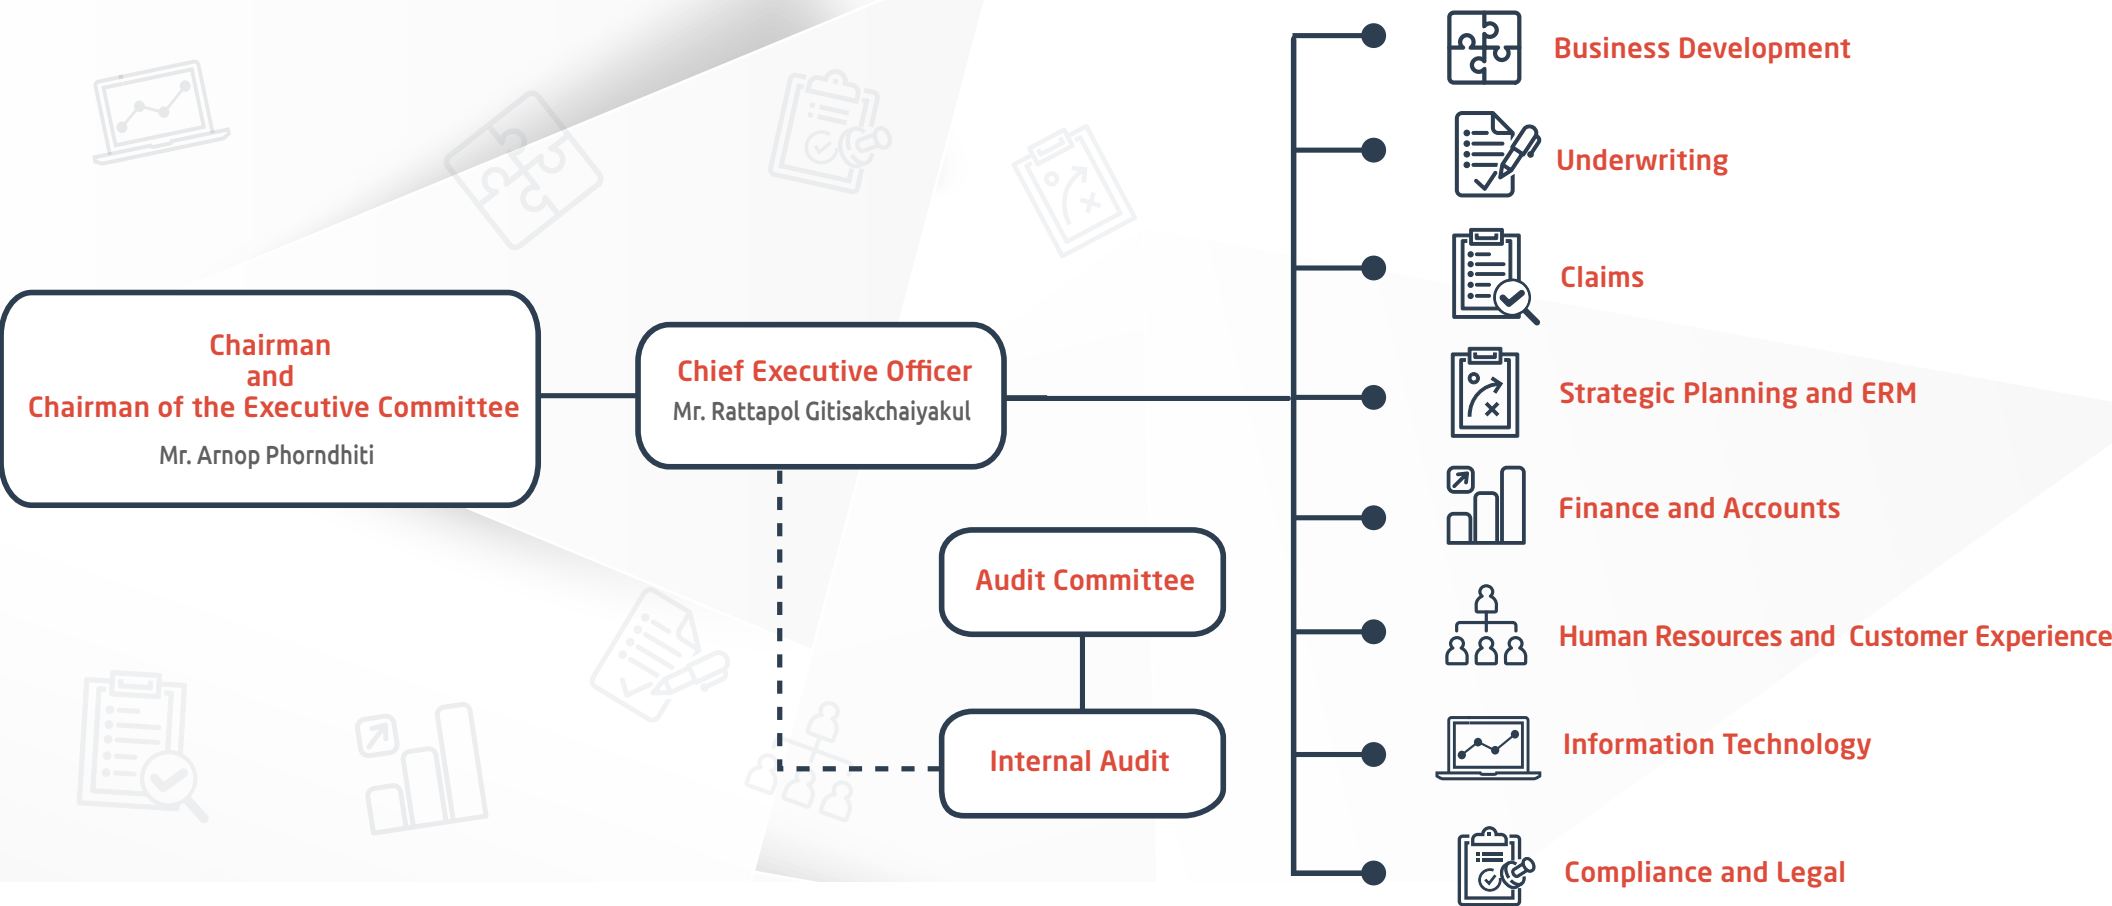 Chairman
and
Chairman of the Executive Committee
Mr. Arnop Phorndhiti
Chief Executive Officer
Mr. Rattapol Gitisakchaiyakul
Audit Committee
Internal Audit
Business Development
Underwriting
Claims
Strategic Planning and ERM
Finance and Accounts
Human Resources and Customer Experience
Information Technology
Compliance and Legal